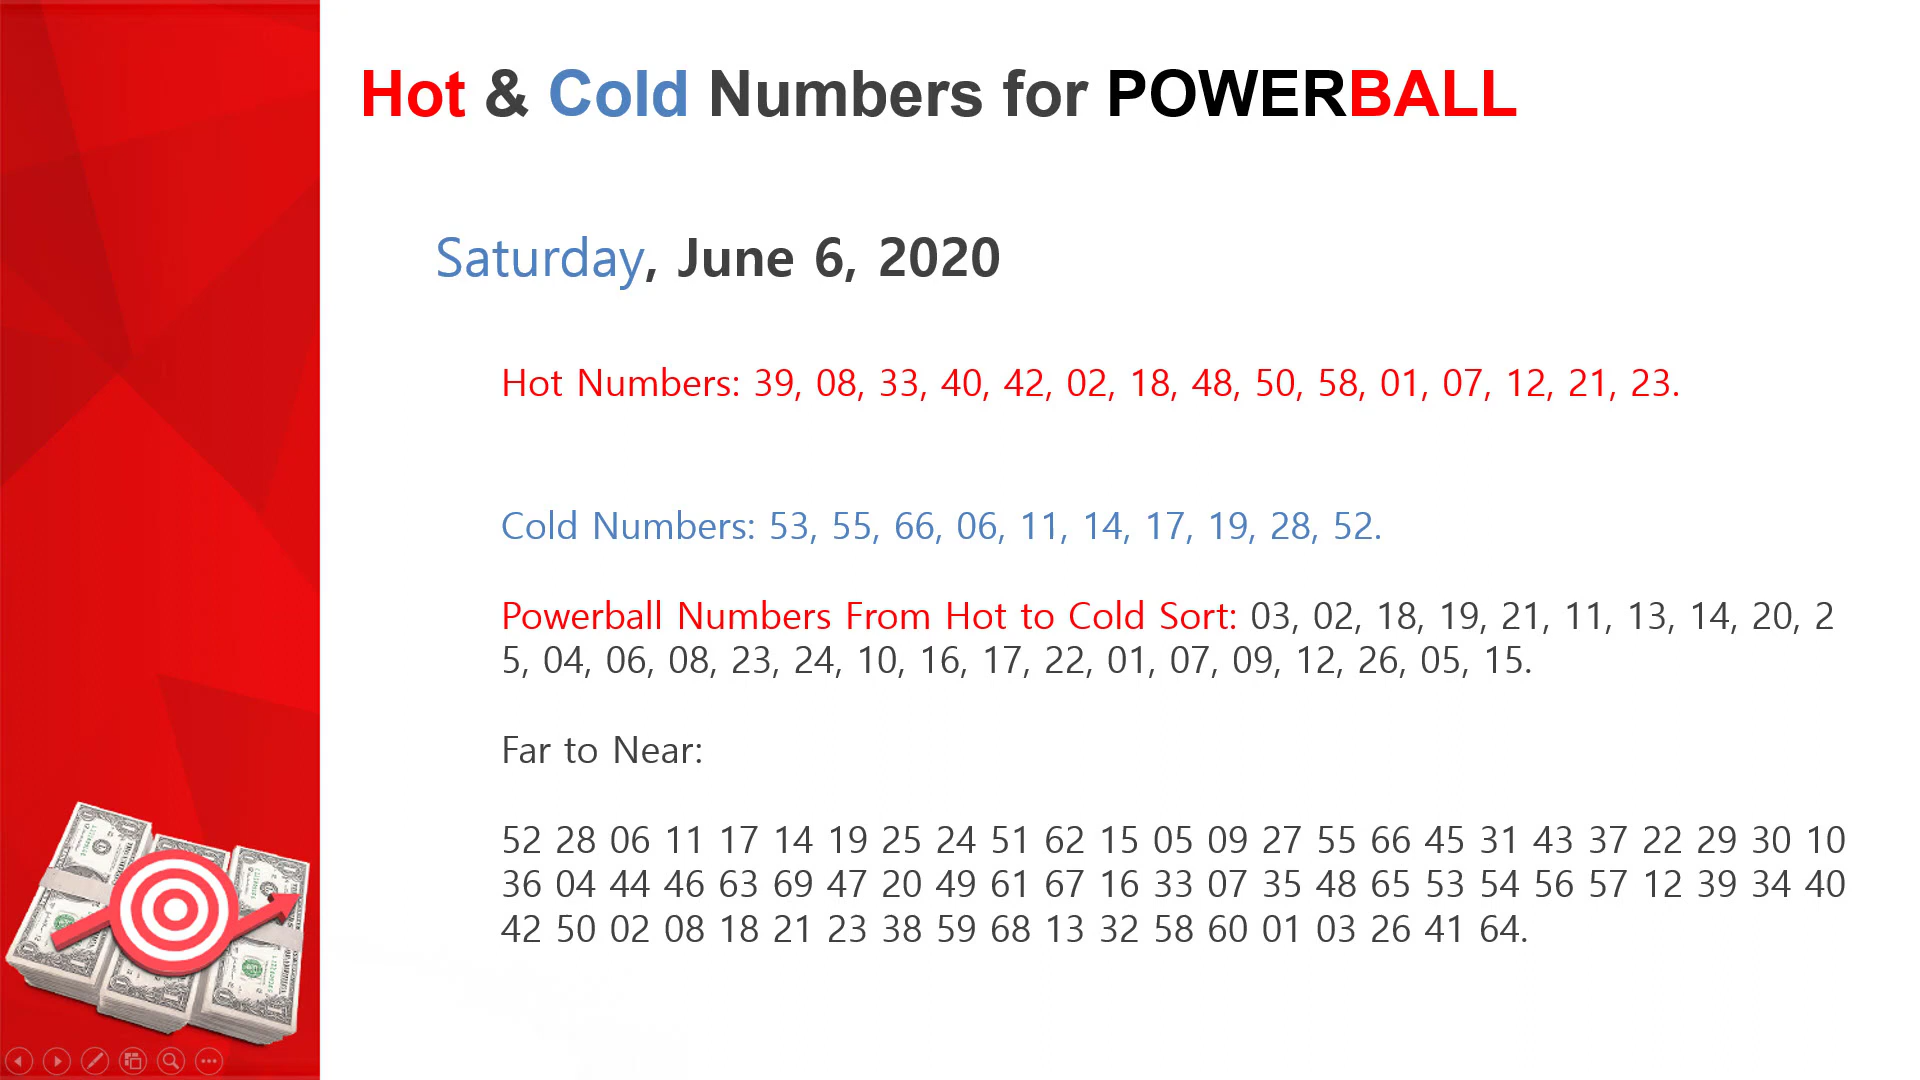 Hot & Cold Numbers for POWERBALL
Saturday, June 6, 2020
Hot Numbers: 39, 08, 33, 40, 42, 02, 18, 48, 50, 58, 01, 07, 12, 21, 23.
Cold Numbers: 53, 55, 66, 06, 11, 14, 17, 19, 28, 52.
Powerball Numbers From Hot to Cold Sort: 03, 02, 18, 19, 21, 11, 13, 14, 20, 2
5, 04, 06, 08, 23, 24, 10, 16, 17, 22, 01, 07, 09, 12, 26, 05, 15.
Far to Near:
52 28 06 11 17 14 19 25 24 51 62 15 05 09 27 55 66 45 31 43 37 22 29 30 10
36 04 44 46 63 69 47 20 49 61 67 16 33 07 35 48 65 53 54 56 57 12 39 34 40
42 50 02 08 18 21 23 38 59 68 13 32 58 60 01 03 26 41 64.